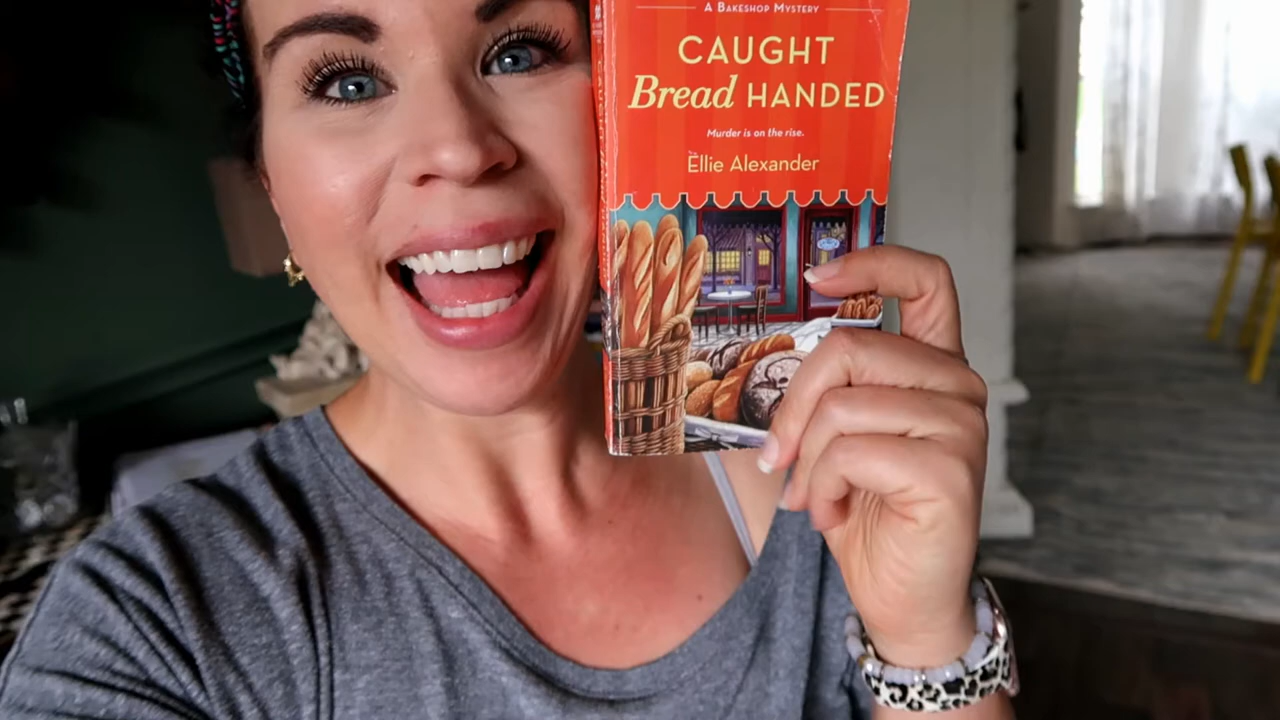 A BAKESHOP MYSTERY
CAUGHT
Bread HANDED
Murder is on the rise.
Ellie Alexander